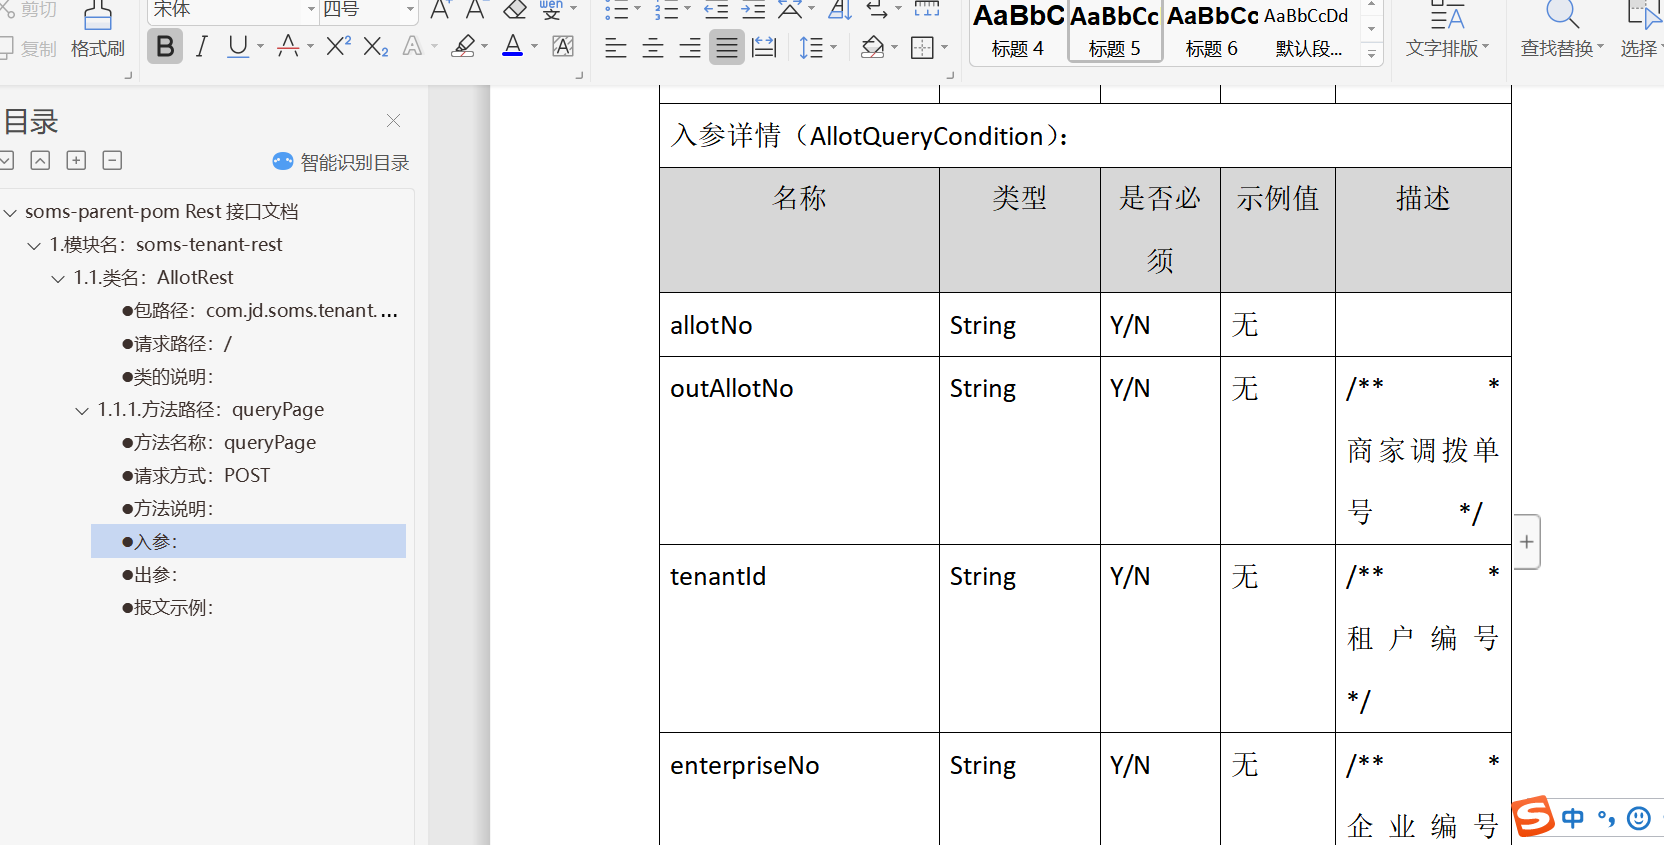 剪切
复制
格式刷
宋体
四号
A+ A- wén 变
B I U A X² X₂ A A A
AaBbC AaBbCc AaBbCc AaBbCcDd
标题 4 标题 5 标题 6 默认段...
文字排版 查找替换 选择
目录
智能识别目录
soms-parent-pom Rest 接口文档
1.模块名：soms-tenant-rest
1.1.类名：AllotRest
●包路径：com.jd.soms.tenant. ...
●请求路径：/
●类的说明：
1.1.1.方法路径：queryPage
●方法名称：queryPage
●请求方式：POST
●方法说明：
●入参：
●出参：
●报文示例：
入参详情（AllotQueryCondition）：
名称 类型 是否必须 示例值 描述
allotNo String Y/N 无
outAllotNo String Y/N 无 /** *
商家调拨单
号 */
tenantId String Y/N 无 /** *
租户编号
*/
enterpriseNo String Y/N 无 /** *
企业编号
S 中 °,